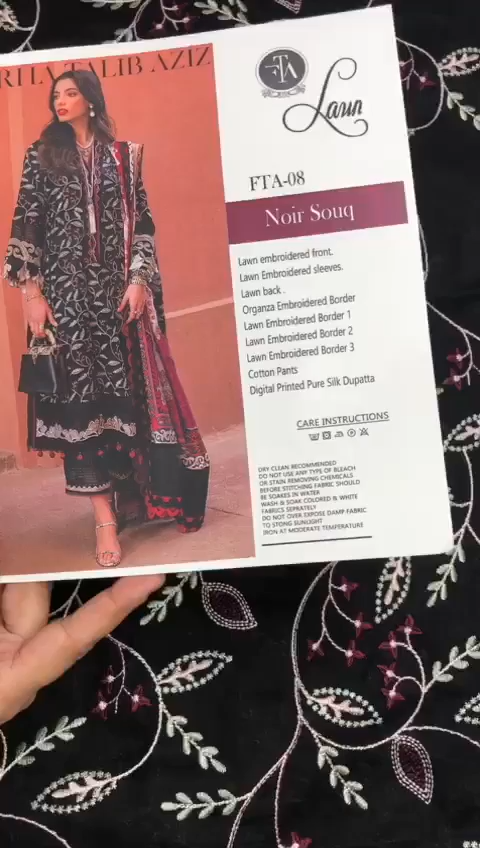 TALIB AZIZ
FTA
Lawn
FTA-08
Noir Souq
Lawn embroidered front.
Lawn Embroidered sleeves.
Lawn back .
Organza Embroidered Border
Lawn Embroidered Border 1
Lawn Embroidered Border 2
Lawn Embroidered Border 3
Cotton Pants
Digital Printed Pure Silk Dupatta
CARE INSTRUCTIONS
DRY CLEAN RECOMMENDED
DO NOT USE ANY TYPE OF BLEACH
OR STAIN REMOVING CHEMICALS
BEFORE STITCHING FABRIC SHOULD
BE SOAKES IN WATER
WASH & SOAK COLORED & WHITE
FABRICS SEPRATELY
DO NOT OVER EXPOSE DAMP FABRIC
TO STONG SUNLIGHT
IRON AT MODERATE TEMPERATURE